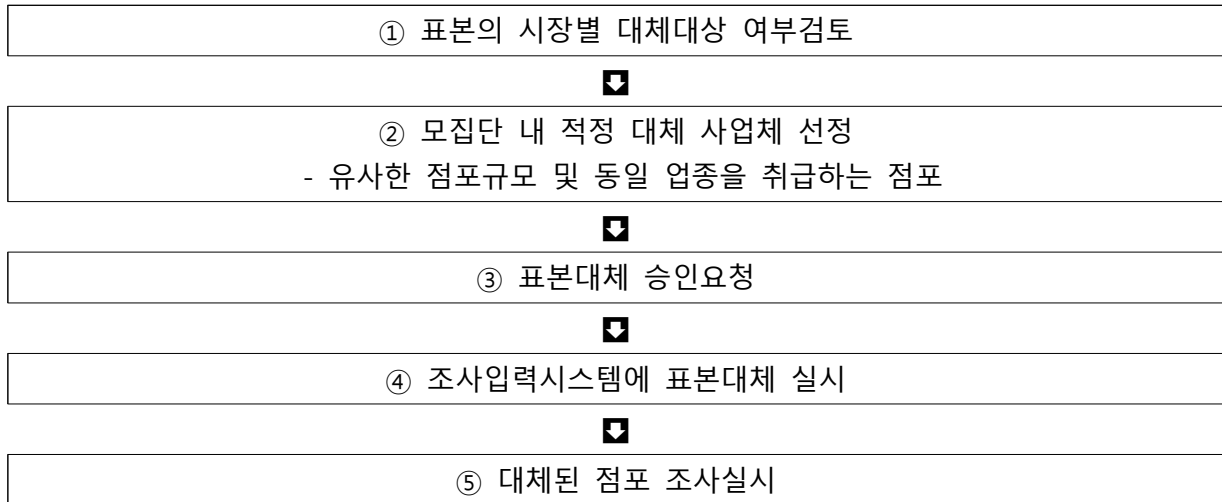 ① 표본의 시장별 대체대상 여부검토
② 모집단 내 적정 대체 사업체 선정
- 유사한 점포규모 및 동일 업종을 취급하는 점포
③ 표본대체 승인요청
④ 조사입력시스템에 표본대체 실시
⑤ 대체된 점포 조사실시